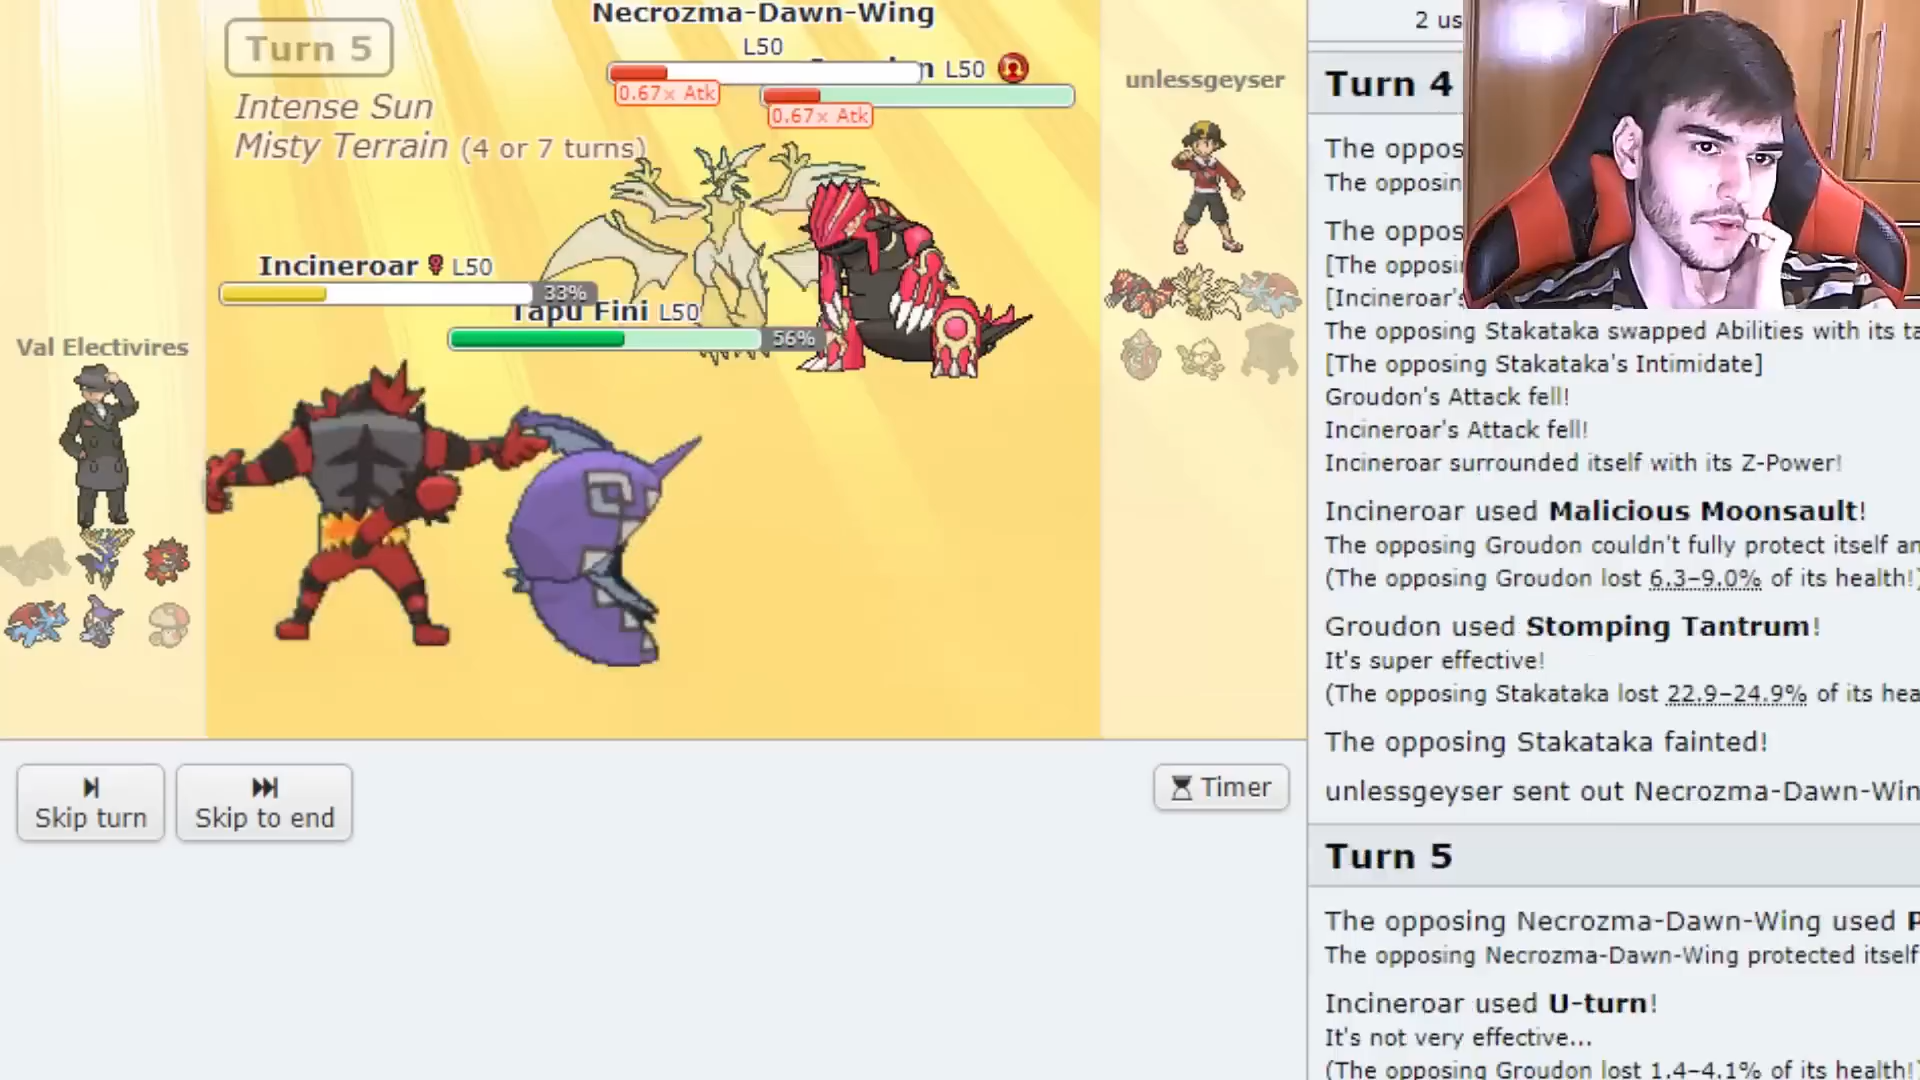 Necrozma-Dawn-Wing
L50
Turn 5
L50
0.67× Atk
0.67× Atk
Intense Sun
Misty Terrain (4 or 7 turns)
Incineroar L50
33%
Tapu Fini L50
56%
Val Electivires
unlessgeyser
Skip turn
Skip to end
Timer
2 us
Turn 4
The oppos
The opposin
The oppos
[The opposi
[Incineroar's
The opposing Stakataka swapped Abilities with its ta
[The opposing Stakataka's Intimidate]
Groudon's Attack fell!
Incineroar's Attack fell!
Incineroar surrounded itself with its Z-Power!
Incineroar used Malicious Moonsault!
The opposing Groudon couldn't fully protect itself an
(The opposing Groudon lost 6.3–9.0% of its health!)
Groudon used Stomping Tantrum!
It's super effective!
(The opposing Stakataka lost 22.9–24.9% of its hea
The opposing Stakataka fainted!
unlessgeyser sent out Necrozma-Dawn-Win
Turn 5
The opposing Necrozma-Dawn-Wing used P
The opposing Necrozma-Dawn-Wing protected itself
Incineroar used U-turn!
It's not very effective...
(The opposing Groudon lost 1.4–4.1% of its health!)